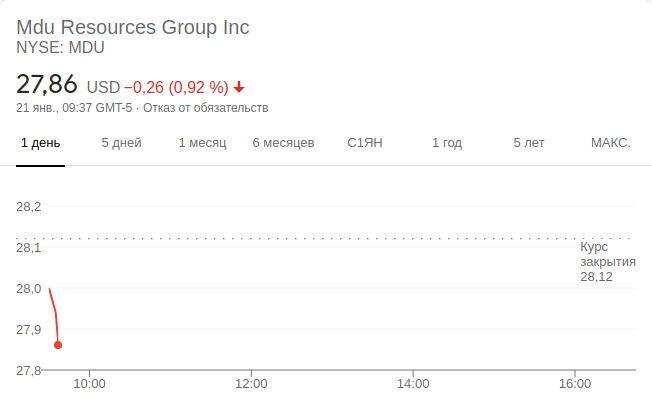 Mdu Resources Group Inc
NYSE: MDU
27,86 USD −0,26 (0,92 %)
21 янв., 09:37 GMT-5 · Отказ от обязательств
1 день 5 дней 1 месяц 6 месяцев С1ЯН 1 год 5 лет МАКС.
28,2
28,1
Курс
закрытия
28,12
28,0
27,9
27,8
10:00 12:00 14:00 16:00